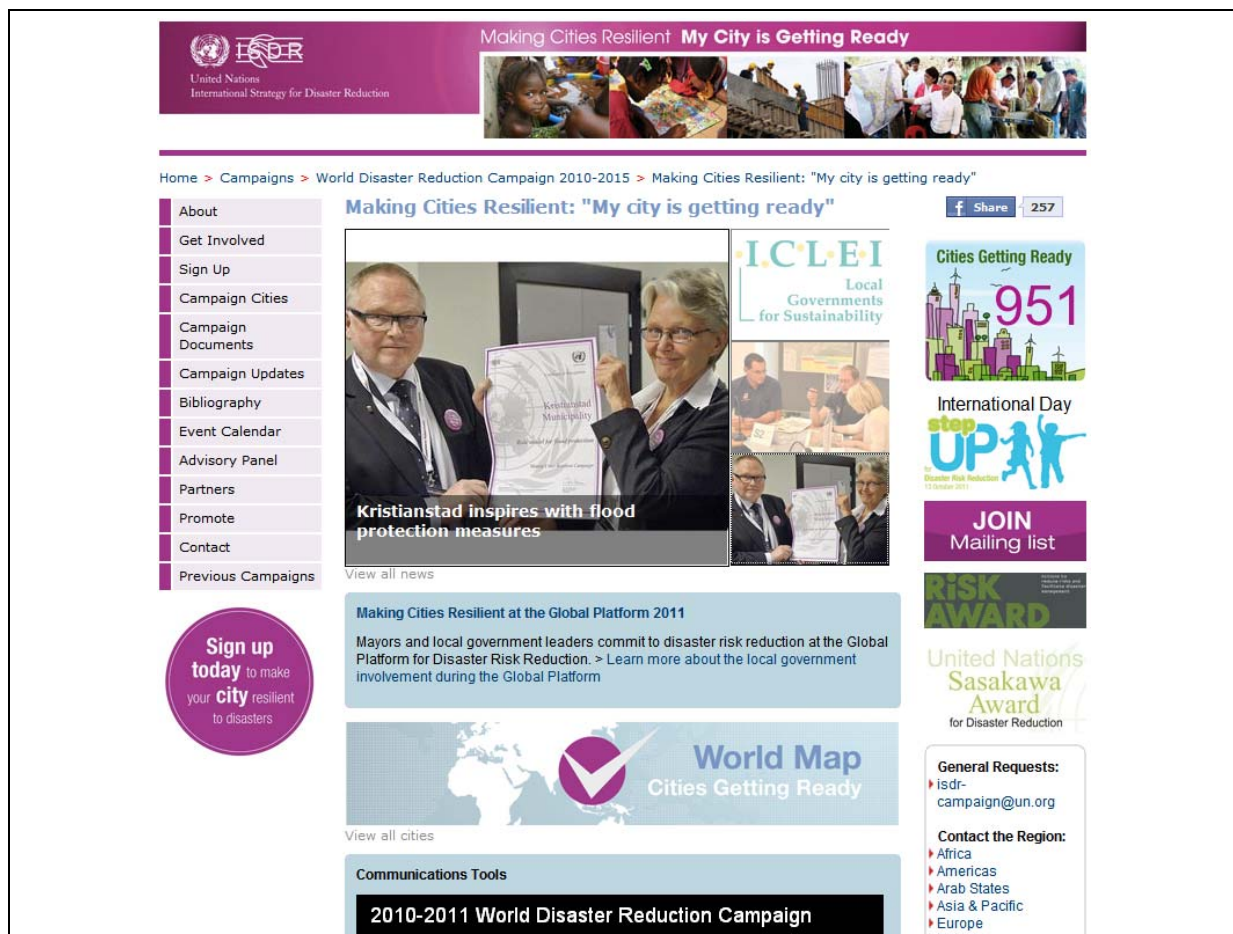 ISDR
United Nations
International Strategy for Disaster Reduction
Making Cities Resilient My City is Getting Ready
Home > Campaigns > World Disaster Reduction Campaign 2010-2015 > Making Cities Resilient: "My city is getting ready"
About
Get Involved
Sign Up
Campaign Cities
Campaign
Documents
Campaign Updates
Bibliography
Event Calendar
Advisory Panel
Partners
Promote
Contact
Previous Campaigns
Sign up
today to make
your city resilient
to disasters
Making Cities Resilient: "My city is getting ready"
Kristianstad
Municipality
Kristianstad inspires with flood
protection measures
I.C.L.E.I
Local
Governments
for Sustainability
View all news
Making Cities Resilient at the Global Platform 2011
Mayors and local government leaders commit to disaster risk reduction at the Global
Platform for Disaster Risk Reduction. > Learn more about the local government
involvement during the Global Platform
World Map
Cities Getting Ready
View all cities
Communications Tools
2010-2011 World Disaster Reduction Campaign
f Share 257
Cities Getting Ready
951
International Day
step
UP
for
Disaster Risk Reduction
13 October 2011
JOIN
Mailing list
RiSK
AWARD
United Nations
Sasakawa
Award
for Disaster Reduction
General Requests:
isdr-
campaign@un.org
Contact the Region:
Africa
Americas
Arab States
Asia & Pacific
Europe